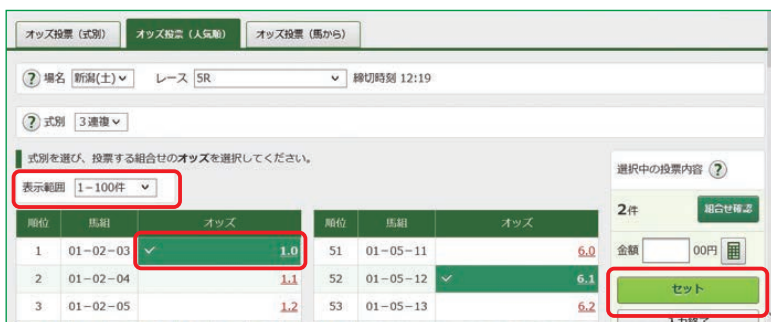 オッズ投票（式別） オッズ投票（人気順） オッズ投票（馬から）
? 場名 新潟(土) レース 5R 締切時刻 12:19
? 式別 3連複
式別を選び、投票する組合せのオッズを選択してください。
表示範囲 1-100件
選択中の投票内容 ?
2件 組合せ確認
金額 00円
セット
入力終了
順位 馬組 オッズ 順位 馬組 オッズ
1 01-02-03 ✓ 1.0 51 01-05-11 6.0
2 01-02-04 1.1 52 01-05-12 ✓ 6.1
3 01-02-05 1.2 53 01-05-13 6.2